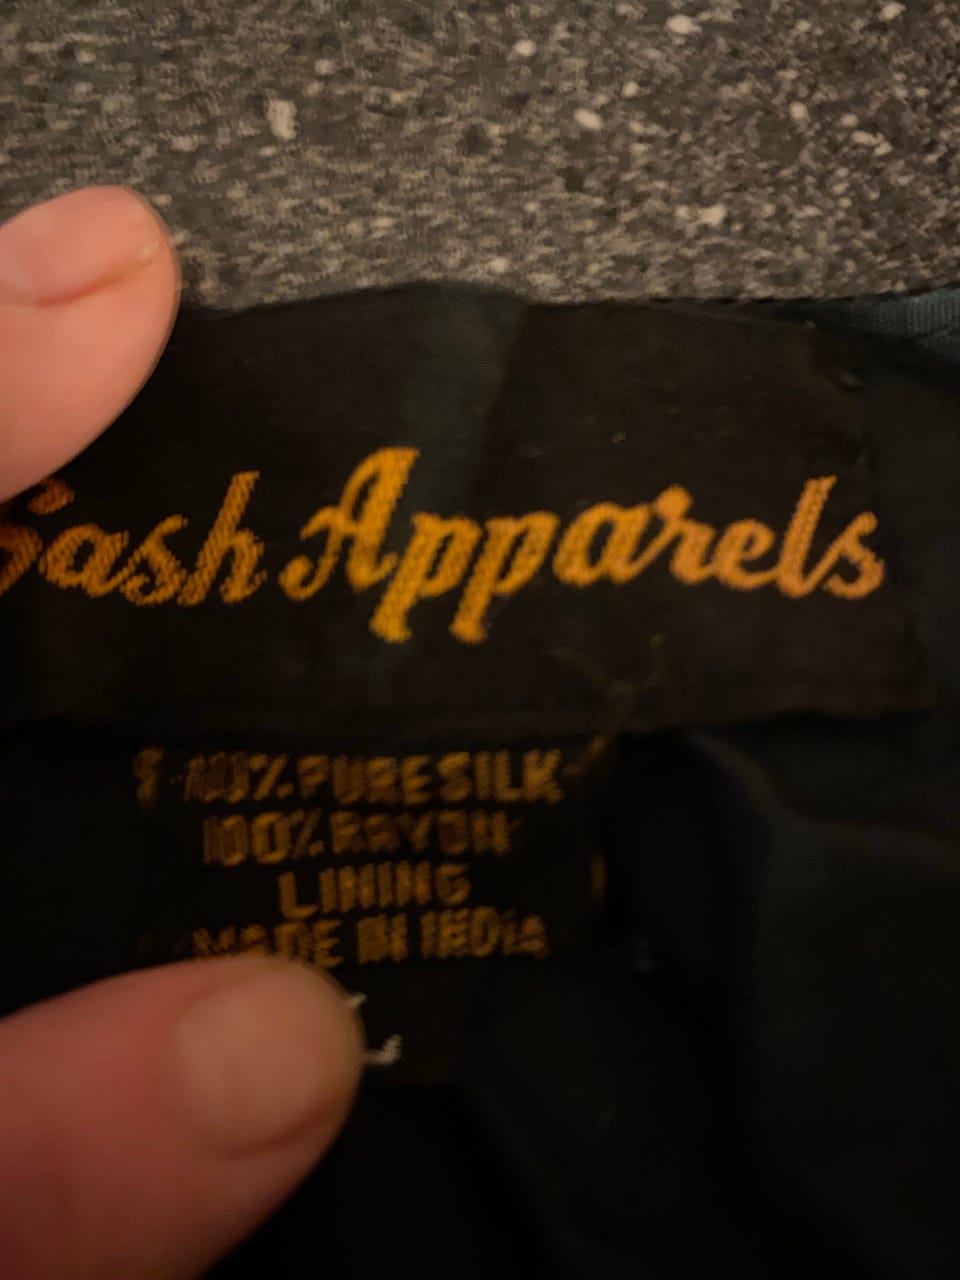 Sash Apparels
100% PURE SILK
100% RAYON
LINING
MADE IN INDIA